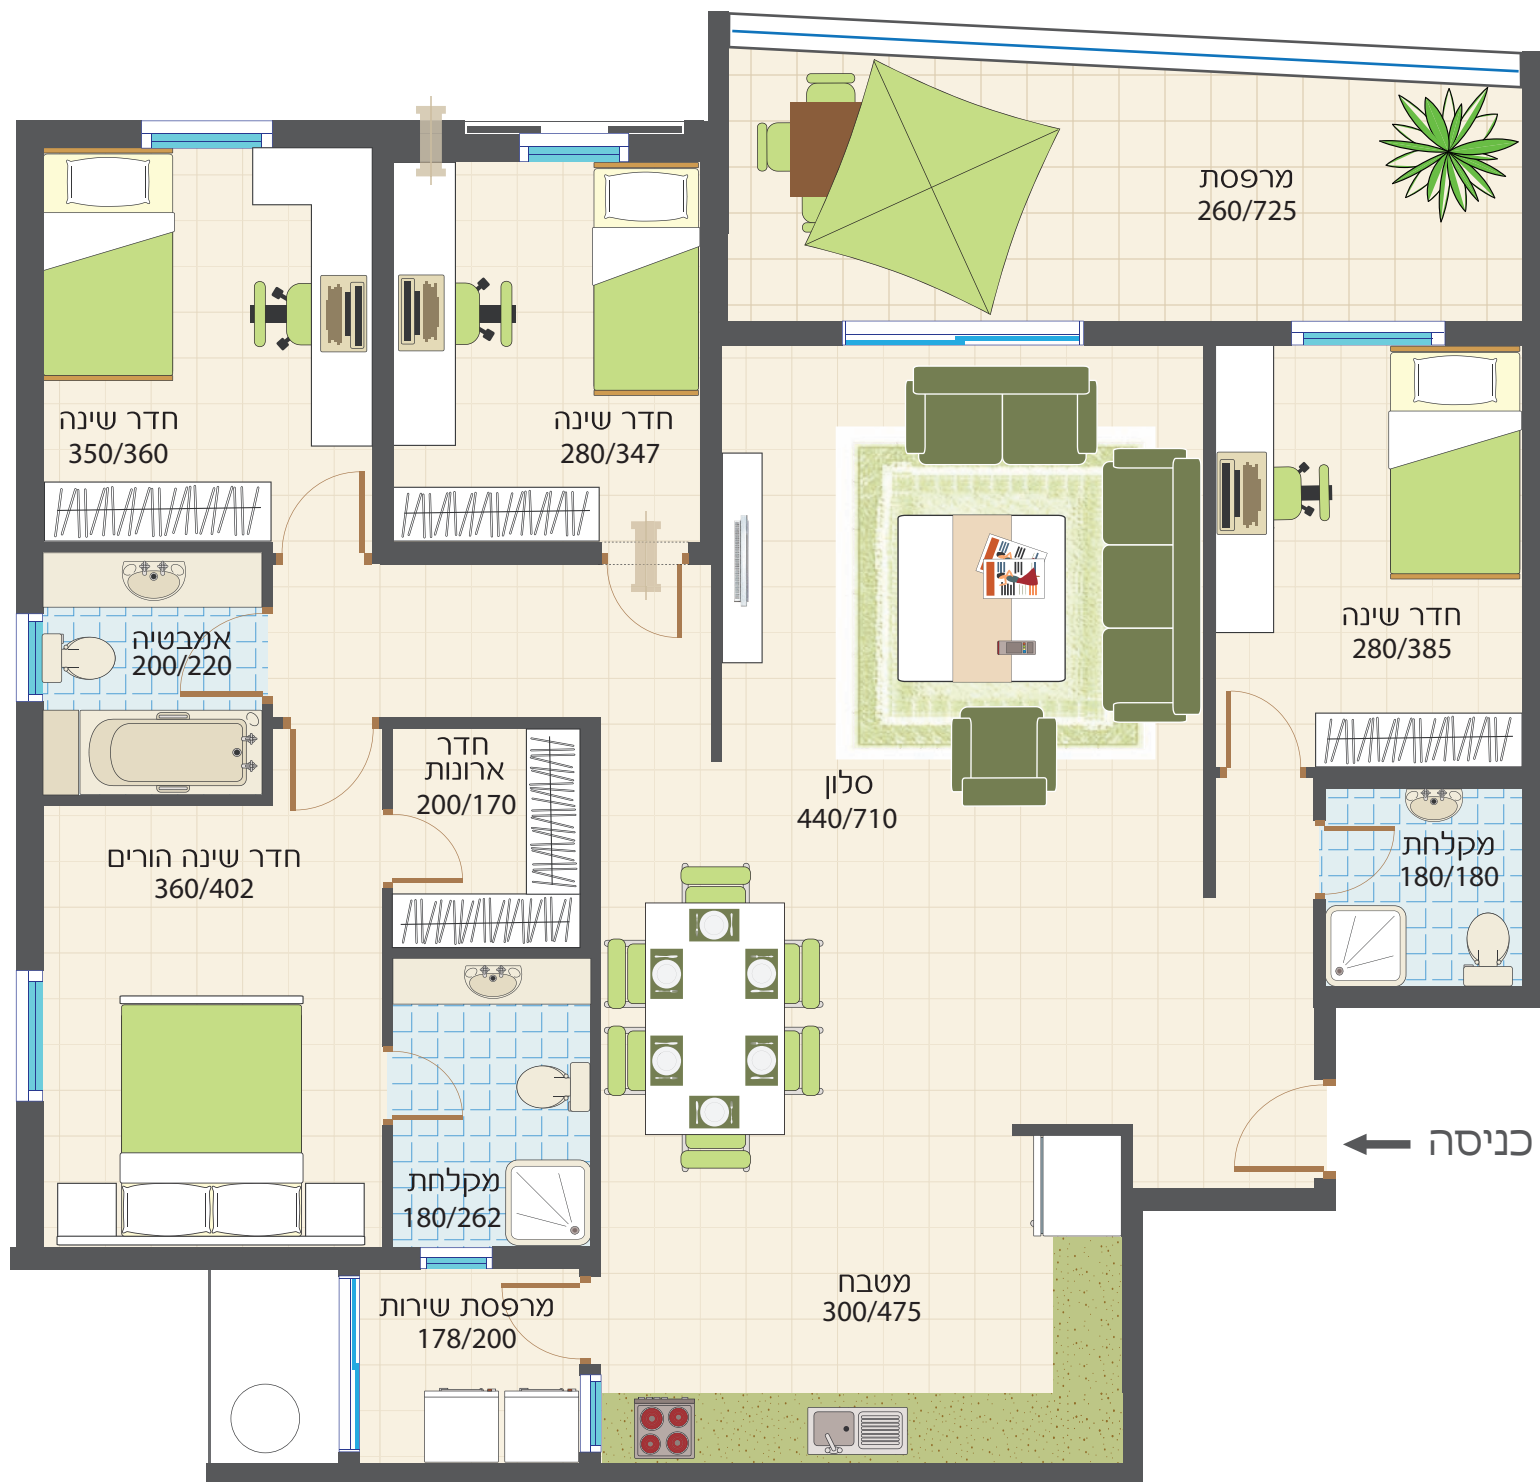 מרפסת
260/725
חדר שינה
350/360
חדר שינה
280/347
חדר שינה
280/385
אמבטיה
200/220
חדר
ארונות
200/170
סלון
440/710
מקלחת
180/180
חדר שינה הורים
360/402
כניסה
מקלחת
180/262
מטבח
300/475
מרפסת שירות
178/200